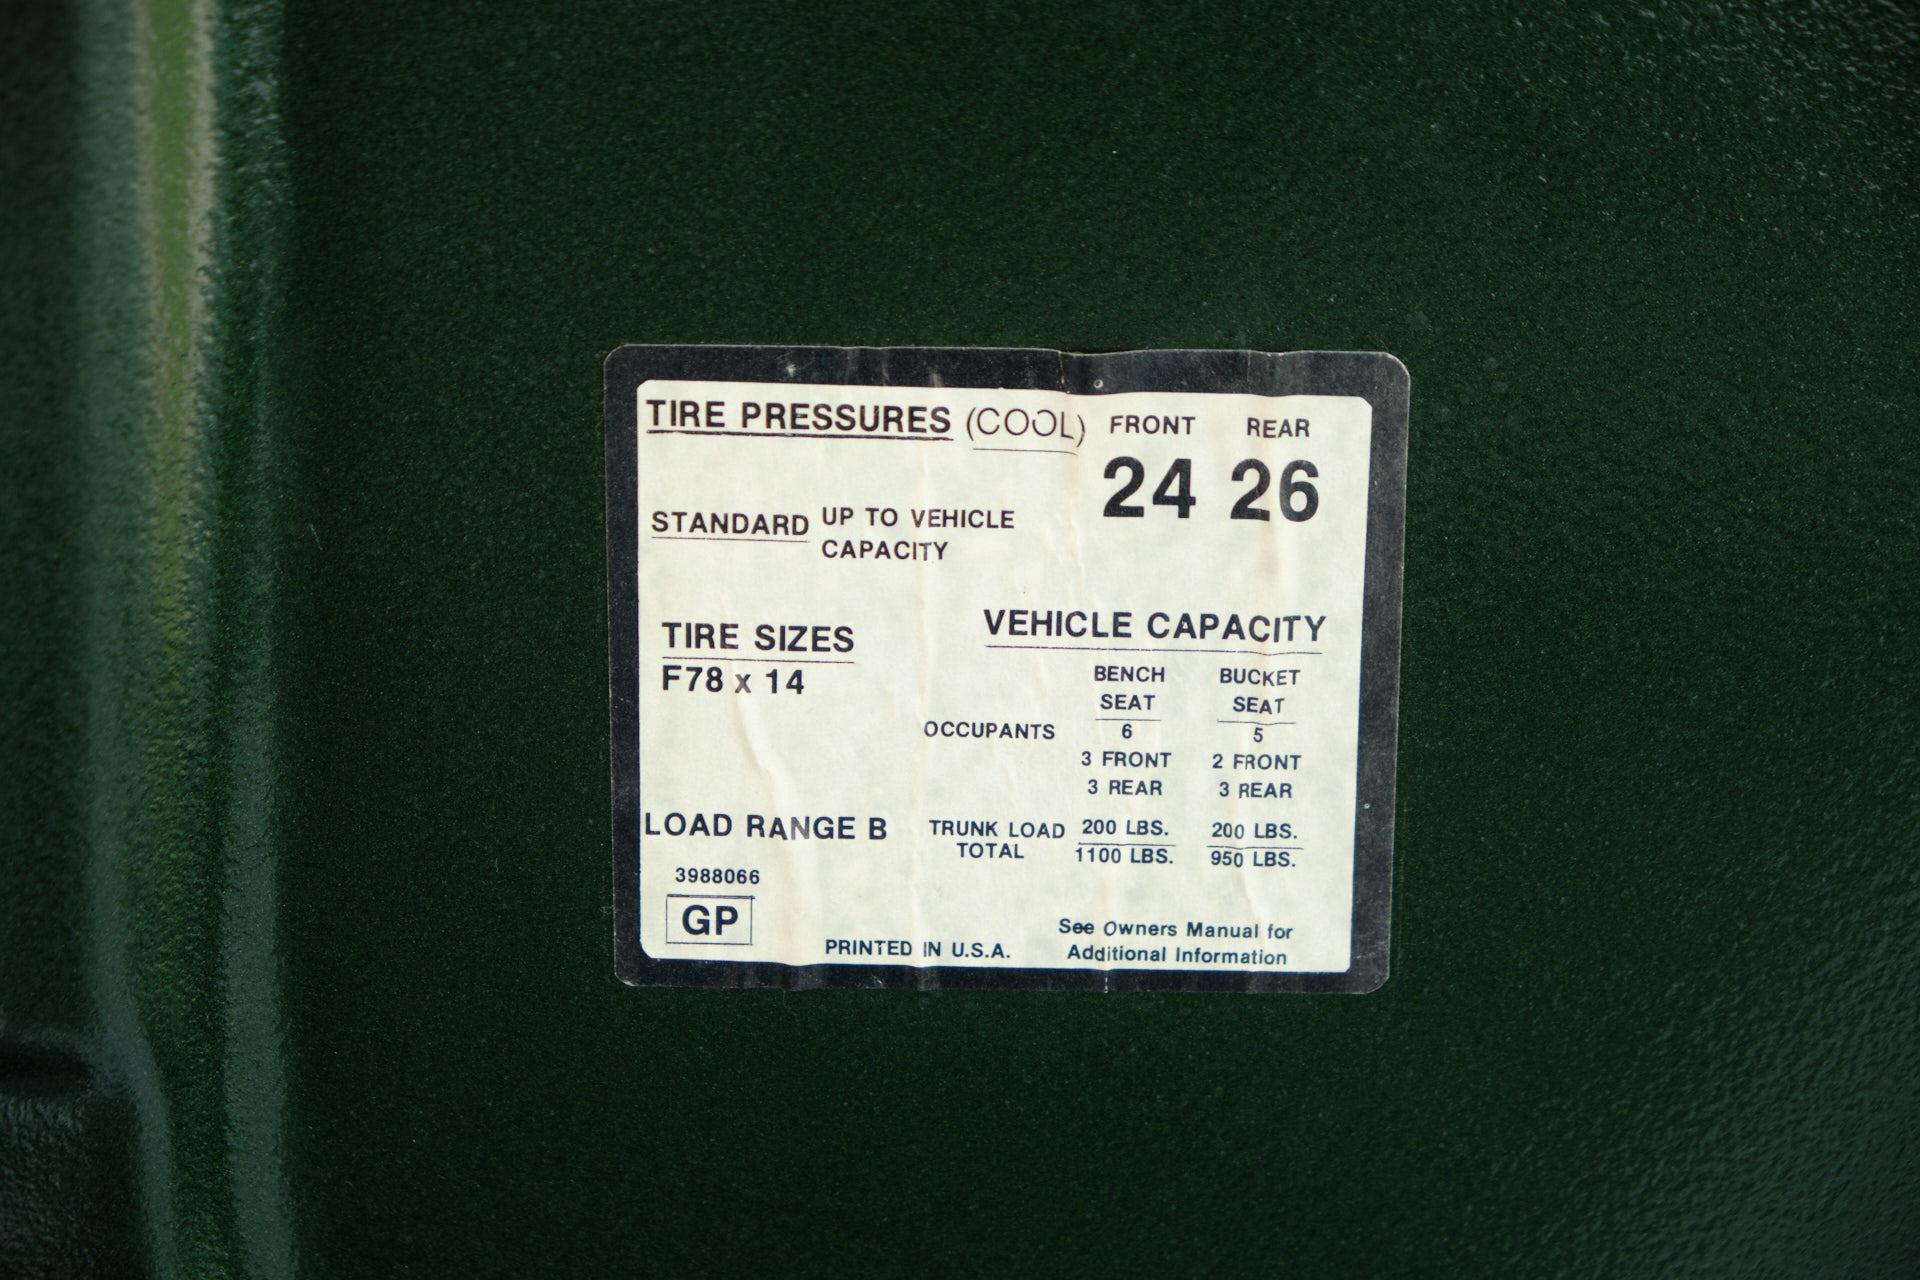 TIRE PRESSURES (COOL) FRONT REAR
24 26
STANDARD UP TO VEHICLE
CAPACITY
TIRE SIZES
F78 x 14
VEHICLE CAPACITY
BENCH BUCKET
SEAT SEAT
OCCUPANTS 6 5
3 FRONT 2 FRONT
3 REAR 3 REAR
LOAD RANGE B
TRUNK LOAD 200 LBS. 200 LBS.
TOTAL 1100 LBS. 950 LBS.
3988066
GP
PRINTED IN U.S.A.
See Owners Manual for
Additional Information